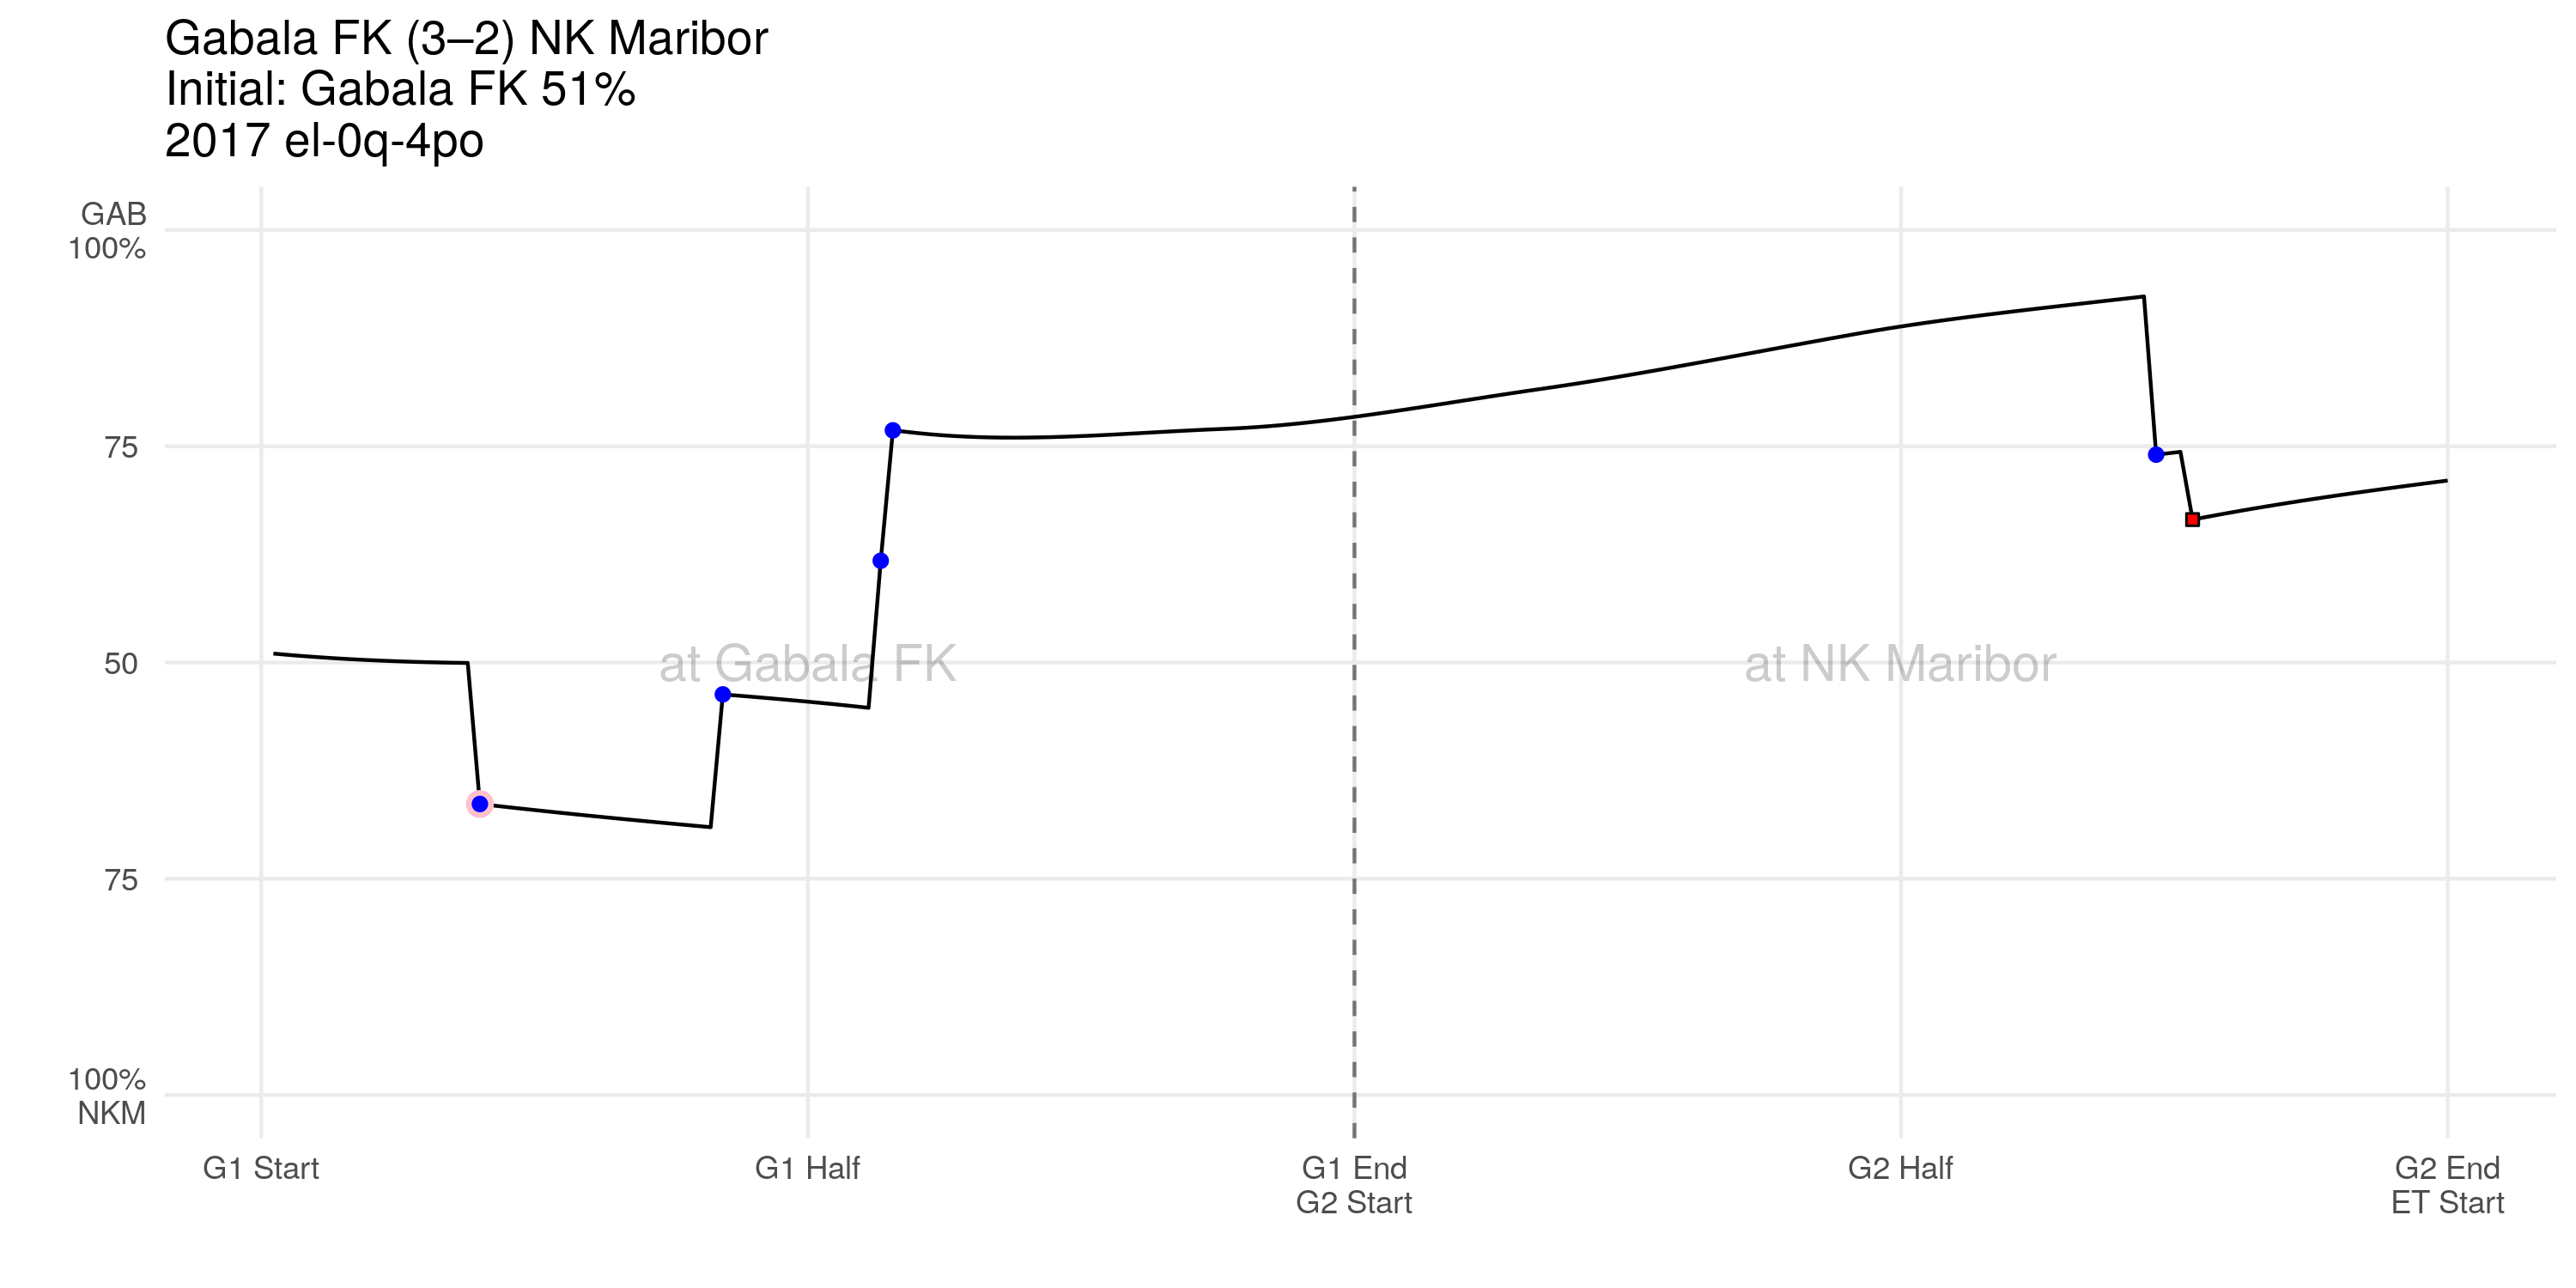 Gabala FK (3–2) NK Maribor
Initial: Gabala FK 51%
2017 el-0q-4po
GAB
100%
75
50
75
100%
NKM
at Gabala FK
at NK Maribor
G1 Start
G1 Half
G1 End
G2 Start
G2 Half
G2 End
ET Start